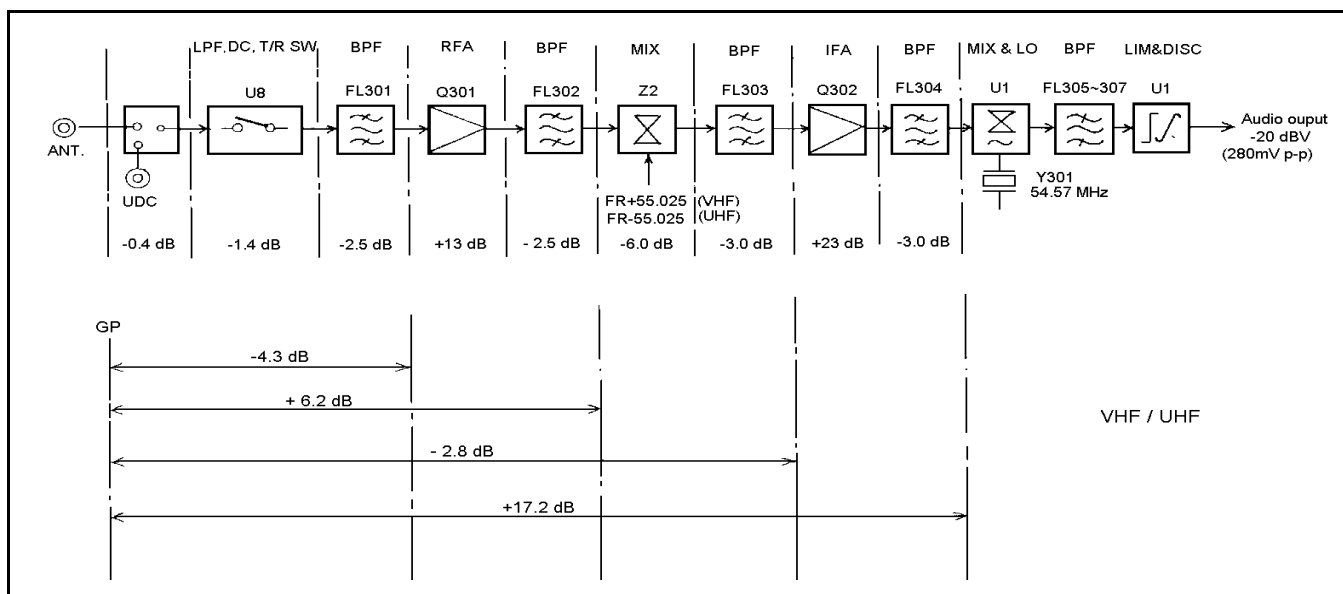 LPF, DC, T/R SW BPF RFA BPF MIX BPF IFA BPF MIX & LO BPF LIM&DISC
U8 FL301 Q301 FL302 Z2 FL303 Q302 FL304 U1 FL305~307 U1
ANT.
UDC
Audio ouput
-20 dBV
(280mV p-p)
Y301
54.57 MHz
FR+55.025 (VHF)
FR-55.025 (UHF)
-0.4 dB -1.4 dB -2.5 dB +13 dB - 2.5 dB -6.0 dB -3.0 dB +23 dB -3.0 dB
GP
-4.3 dB
+ 6.2 dB
- 2.8 dB
+17.2 dB
VHF / UHF